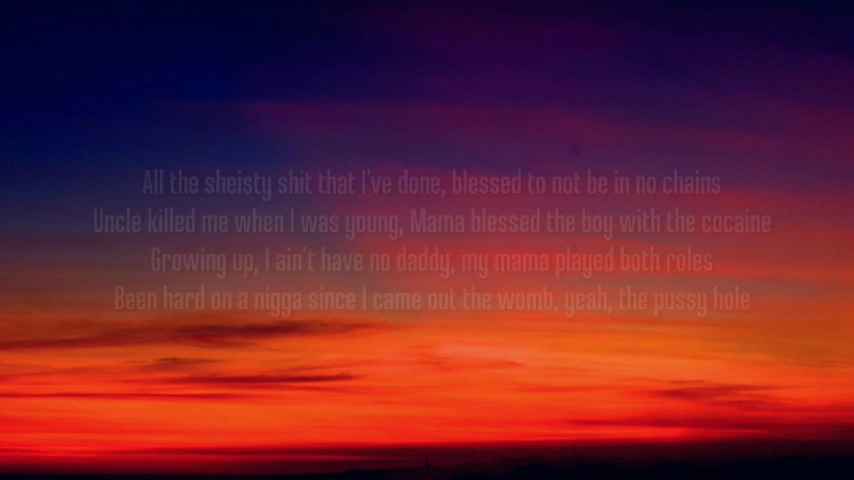 All the sheisty shit that I've done, blessed to not be in no chains
Uncle killed me when I was young, Mama blessed the boy with the cocaine
Growing up, I ain't have no daddy, my mama played both roles
Been hard on a nigga since I came out the womb, yeah, the pussy hole